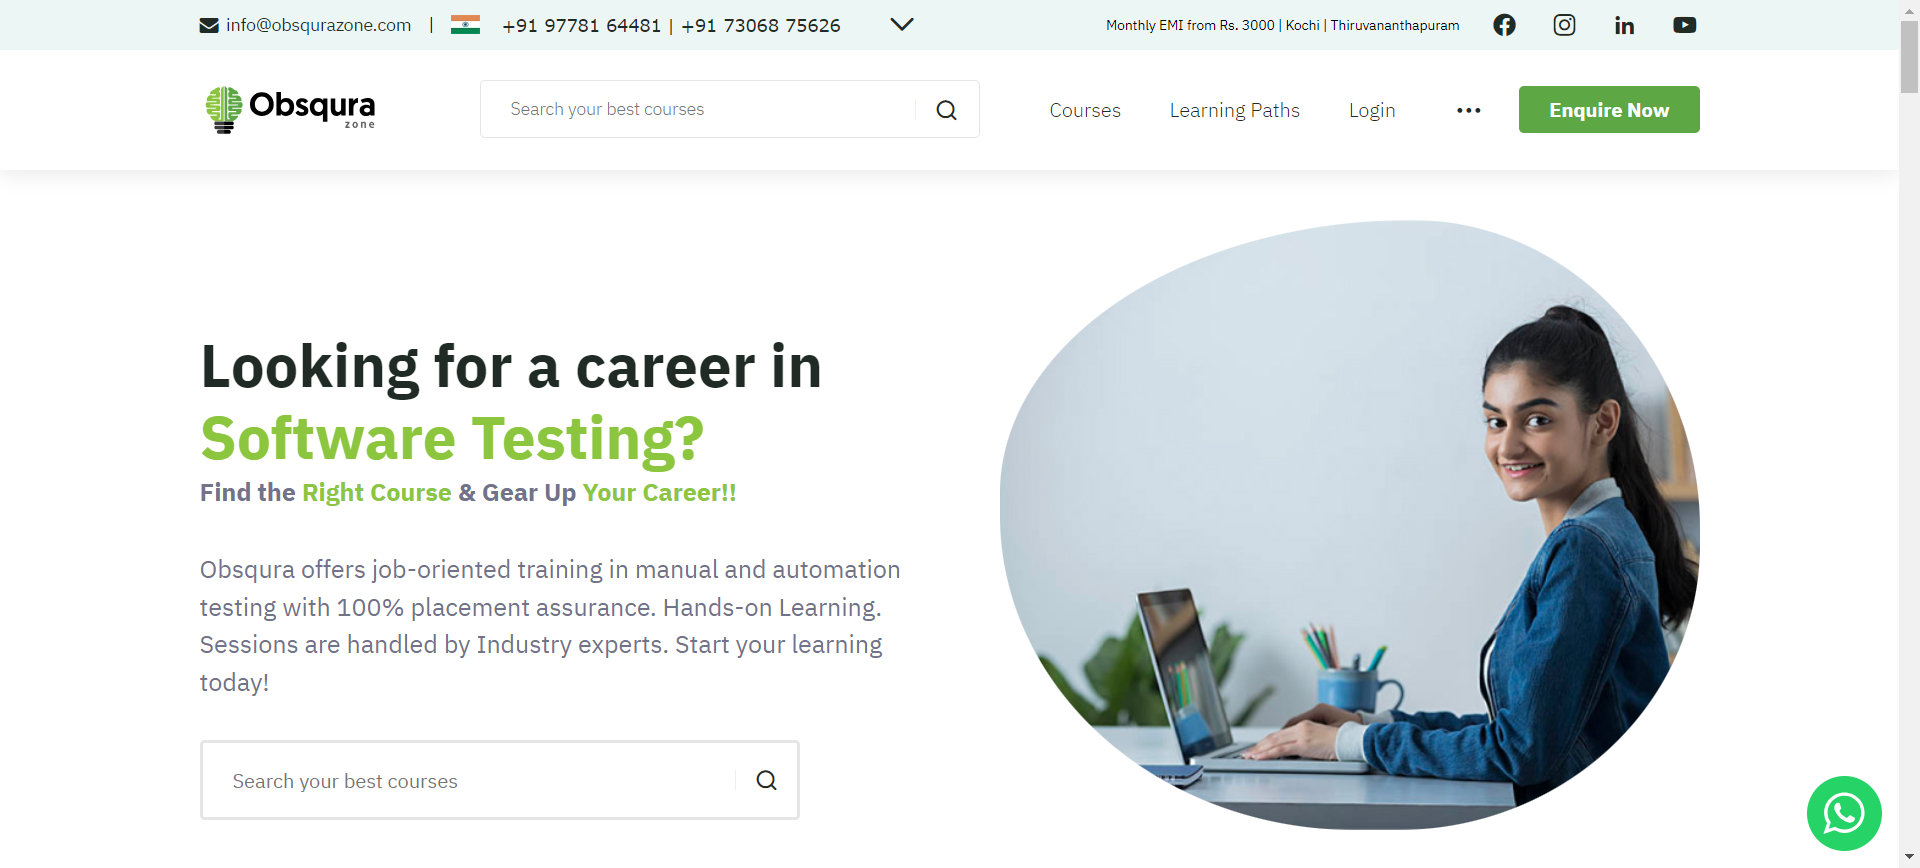 info@obsqurazone.com | +91 97781 64481 | +91 73068 75626
Monthly EMI from Rs. 3000 | Kochi | Thiruvananthapuram
Obsqura
zone
Search your best courses
Courses
Learning Paths
Login
Enquire Now
Looking for a career in
Software Testing?
Find the Right Course & Gear Up Your Career!!
Obsqura offers job-oriented training in manual and automation
testing with 100% placement assurance. Hands-on Learning.
Sessions are handled by Industry experts. Start your learning
today!
Search your best courses